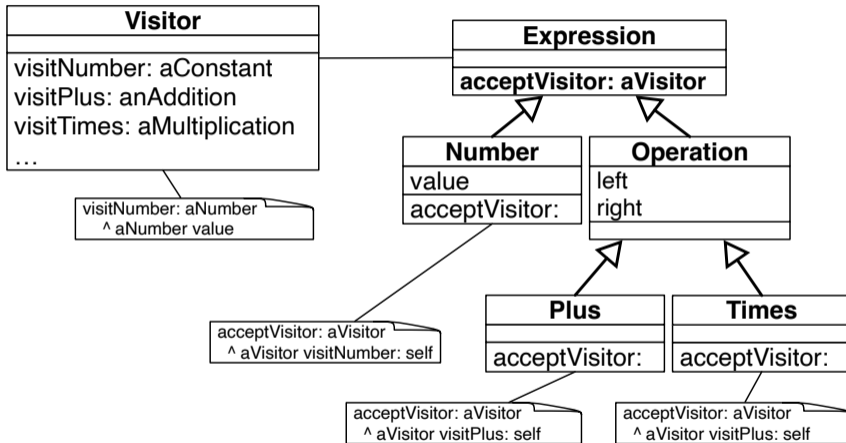 Visitor
visitNumber: aConstant
visitPlus: anAddition
visitTimes: aMultiplication
...
visitNumber: aNumber
^ aNumber value
Expression
acceptVisitor: aVisitor
Number
value
acceptVisitor:
Operation
left
right
acceptVisitor: aVisitor
^ aVisitor visitNumber: self
Plus
acceptVisitor:
Times
acceptVisitor:
acceptVisitor: aVisitor
^ aVisitor visitPlus: self
acceptVisitor: aVisitor
^ aVisitor visitPlus: self